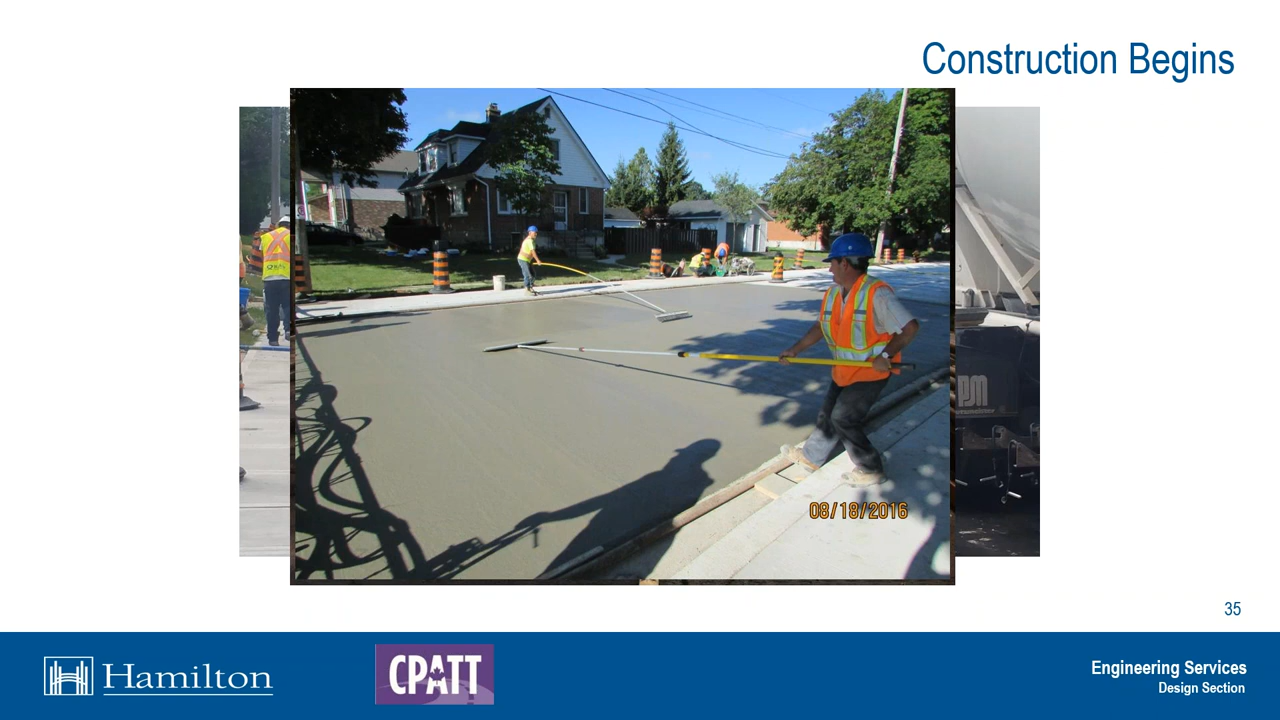 Construction Begins
08/18/2016
35
Hamilton
CPATT
Engineering Services
Design Section